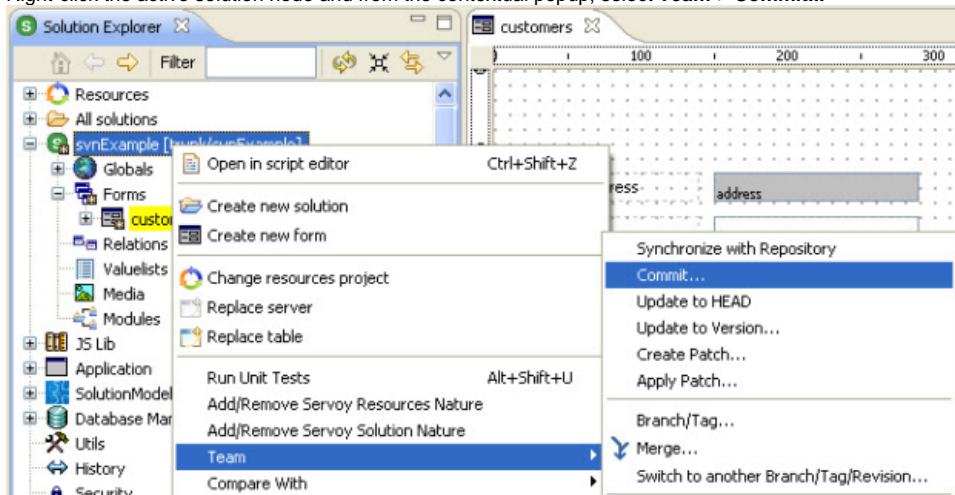 Solution Explorer
customers
Filter
100
200
300
Resources
All solutions
svnExample [trunk/svnExample]
Globals
Forms
Relations
Valuelists
Media
Modules
JS Lib
Application
SolutionModel
Utils
History
Security
Open in script editor Ctrl+Shift+Z
Create new solution
Create new form
Change resources project
Replace server
Replace table
Run Unit Tests Alt+Shift+U
Add/Remove Servoy Resources Nature
Add/Remove Servoy Solution Nature
Team
Compare With
address
Synchronize with Repository
Commit...
Update to HEAD
Update to Version...
Create Patch...
Apply Patch...
Branch/Tag...
Merge...
Switch to another Branch/Tag/Revision...